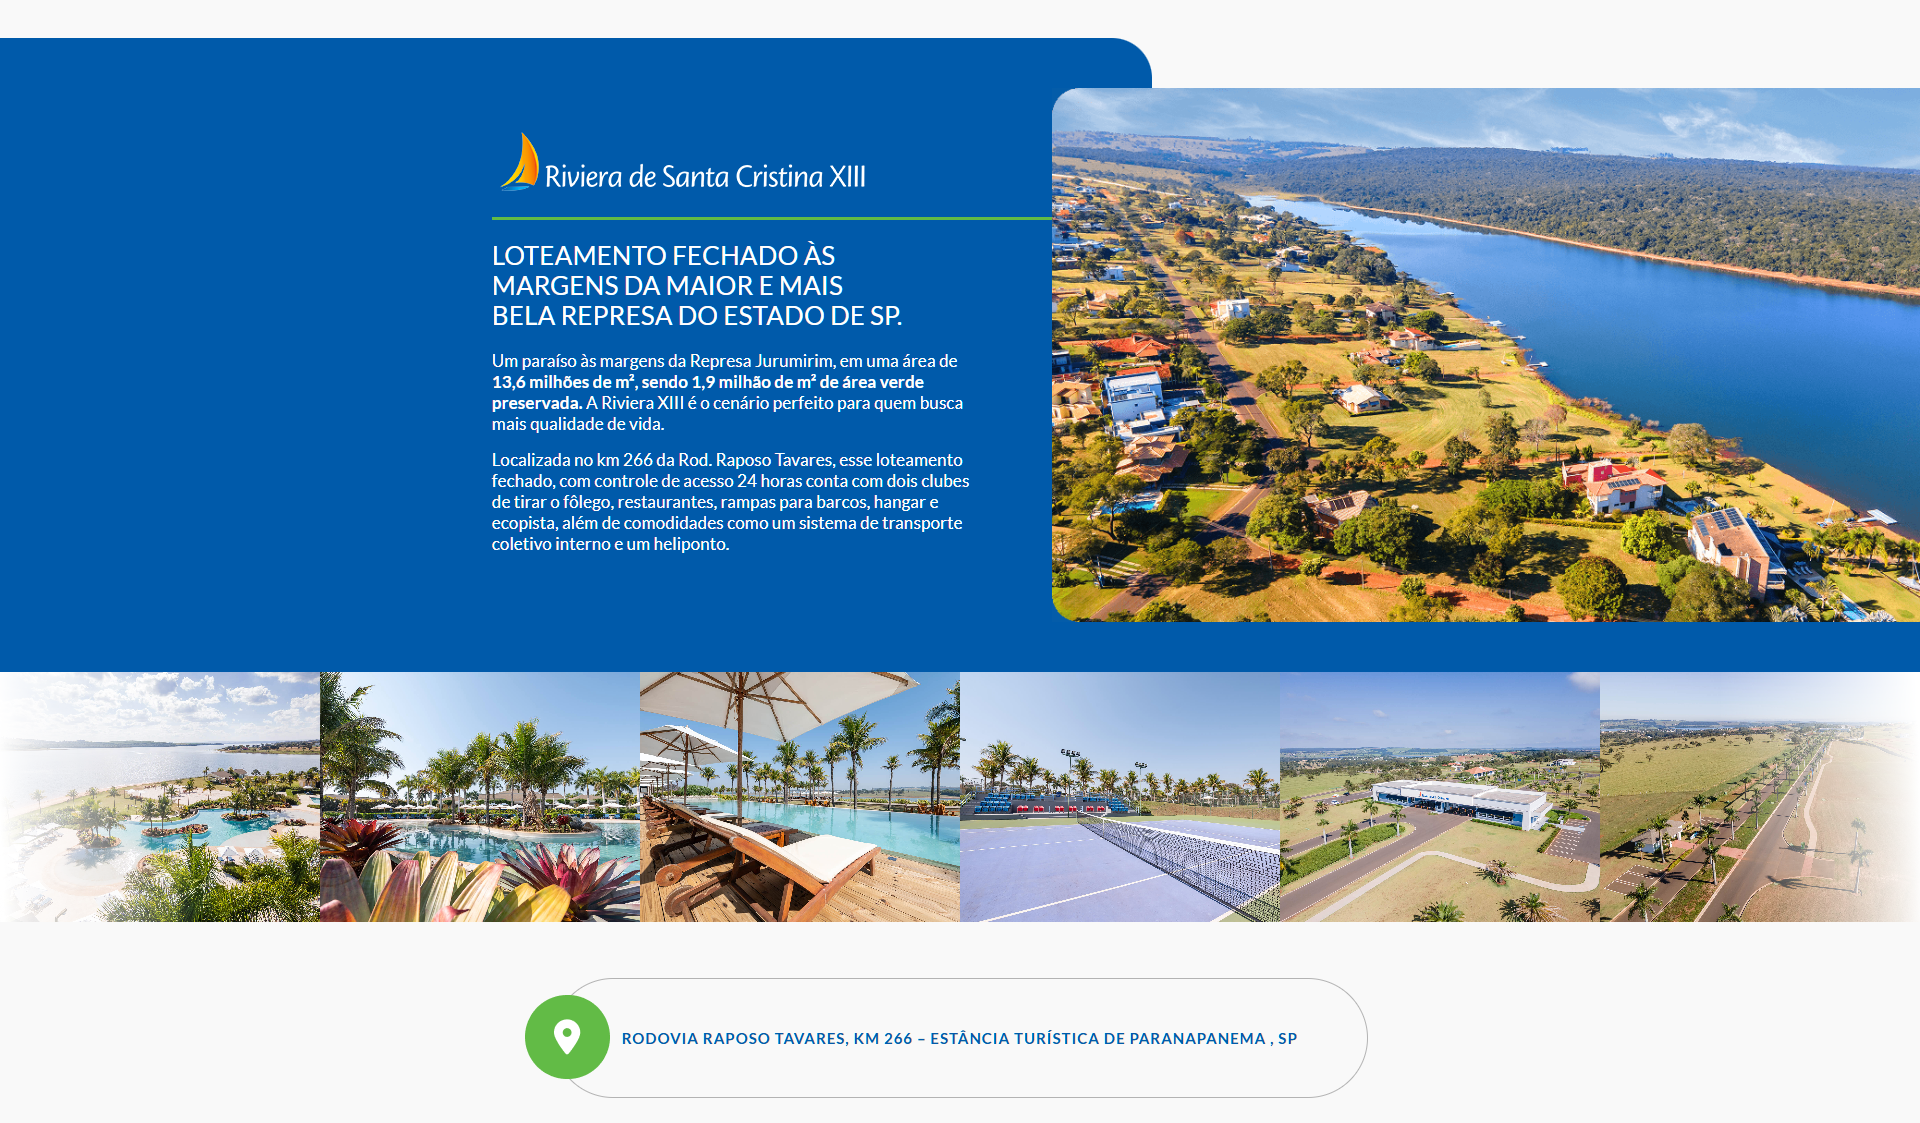 Riviera de Santa Cristina XIII
LOTEAMENTO FECHADO ÀS
MARGENS DA MAIOR E MAIS
BELA REPRESA DO ESTADO DE SP.
Um paraíso às margens da Represa Jurumirim, em uma área de
13,6 milhões de m², sendo 1,9 milhão de m² de área verde
preservada. A Riviera XIII é o cenário perfeito para quem busca
mais qualidade de vida.
Localizada no km 266 da Rod. Raposo Tavares, esse loteamento
fechado, com controle de acesso 24 horas conta com dois clubes
de tirar o fôlego, restaurantes, rampas para barcos, hangar e
ecopista, além de comodidades como um sistema de transporte
coletivo interno e um heliponto.
RODOVIA RAPOSO TAVARES, KM 266 – ESTÂNCIA TURÍSTICA DE PARANAPANEMA , SP